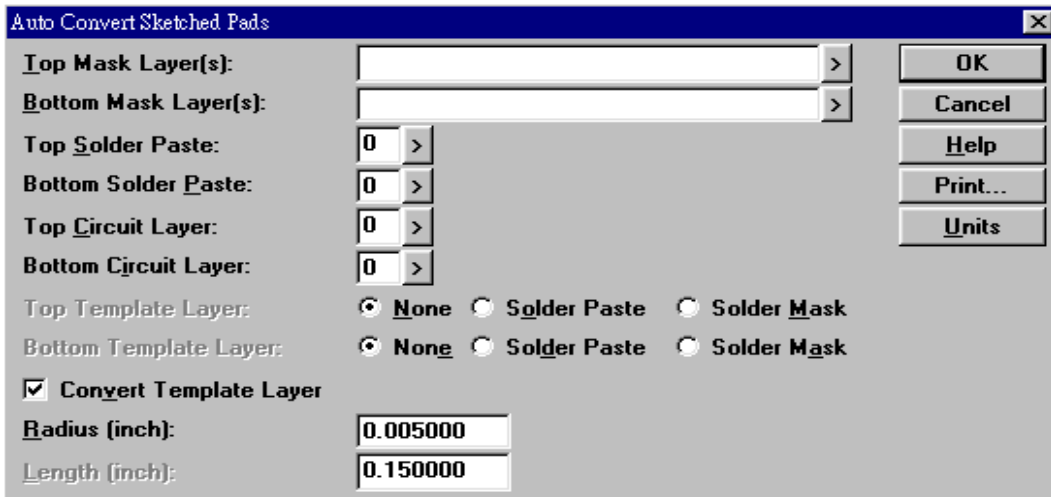 Auto Convert Sketched Pads
Top Mask Layer(s): > OK
Bottom Mask Layer(s): > Cancel
Top Solder Paste: 0 > Help
Bottom Solder Paste: 0 > Print...
Top Circuit Layer: 0 > Units
Bottom Circuit Layer: 0 >
Top Template Layer: None Solder Paste Solder Mask
Bottom Template Layer: None Solder Paste Solder Mask
Convert Template Layer
Radius (inch): 0.005000
Length (inch): 0.150000